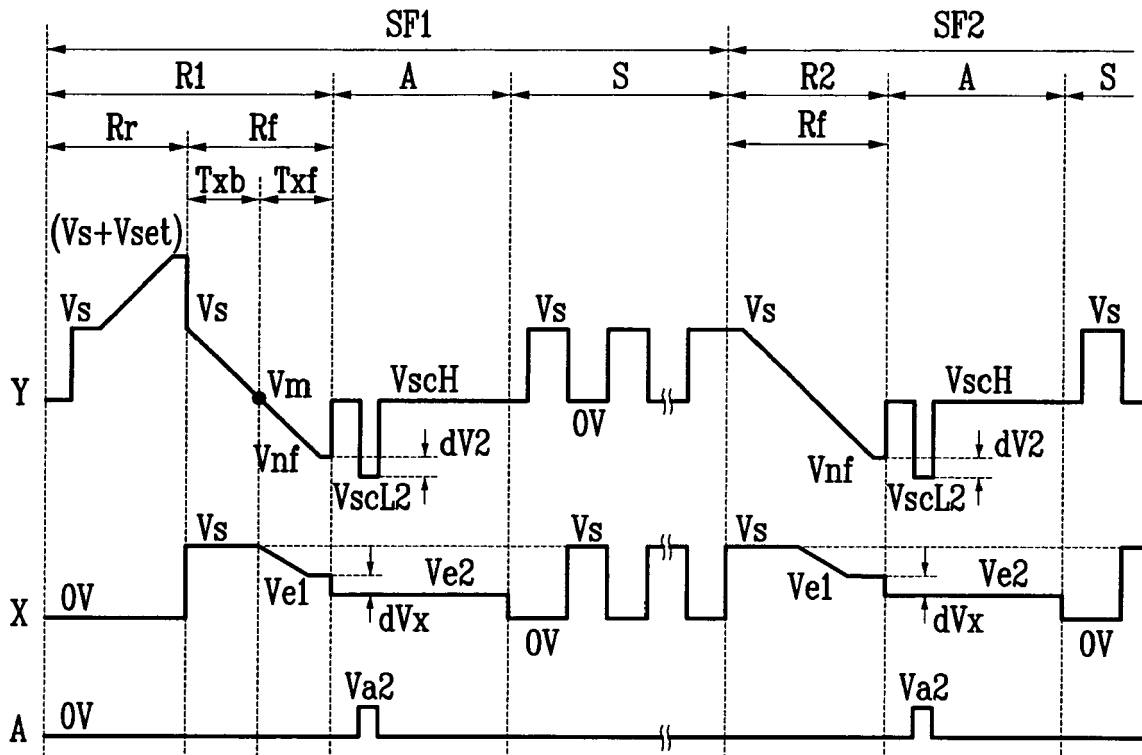 SF1 SF2
R1 A S R2 A S
Rr Rf Rf
Txb Txf
(Vs+Vset)
Vs Vs Vs Vs Vs
Y Vm VscH 0V VscH
Vnf dV2 Vnf dV2
VscL2 VscL2
Vs Vs Vs
Ve1 Ve2 Ve1 Ve2
X 0V dVx dVx
0V 0V
Va2 Va2
A 0V